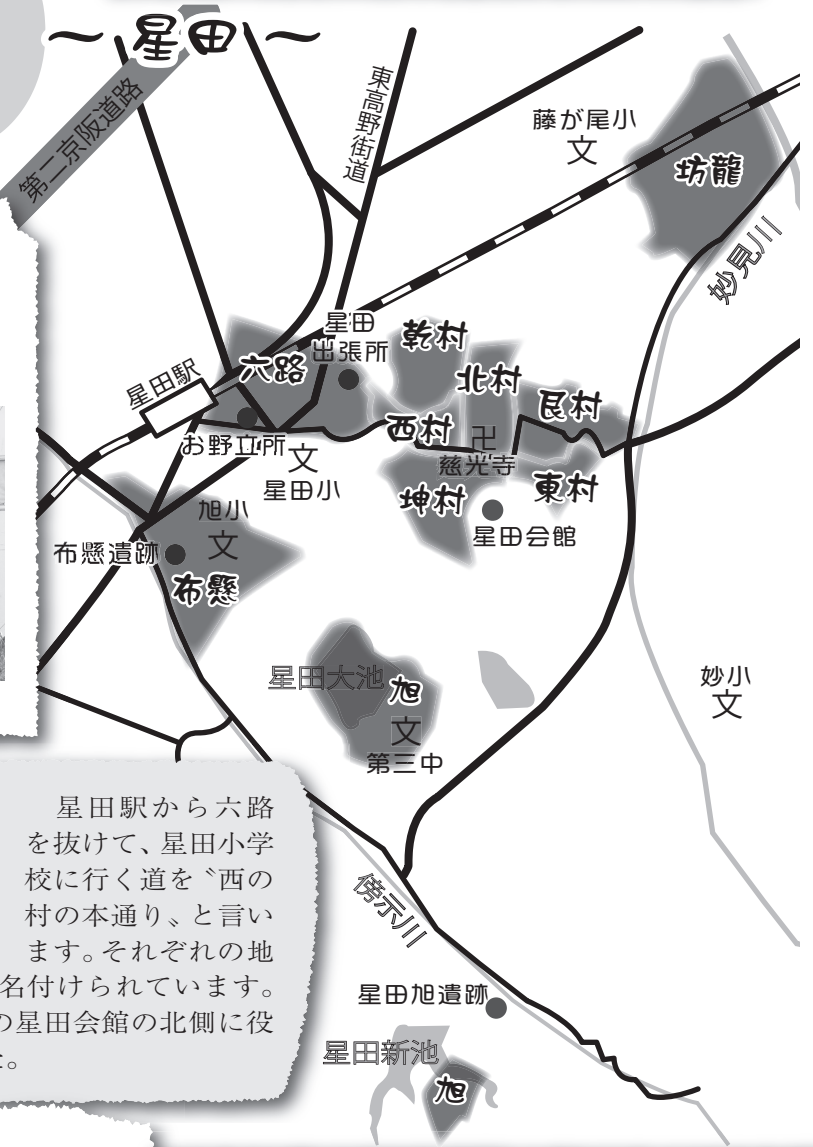 ～星田～
第二京阪道路
東高野街道
藤が尾小
文
坊龍
妙見川
星田
出張所
乾村
六路
北村
艮村
星田駅
西村
卍
お野立所
慈光寺
文
星田小
坤村
東村
旭小
文
星田会館
布懸遺跡
布懸
星田大池
旭
文
第三中
妙小
文
星田駅から六路
を抜けて、星田小学
校に行く道を〝西の
村の本通り〟と言い
ます。それぞれの地
名付けられています。
の星田会館の北側に役
た。
傍示川
星田旭遺跡
星田新池
旭